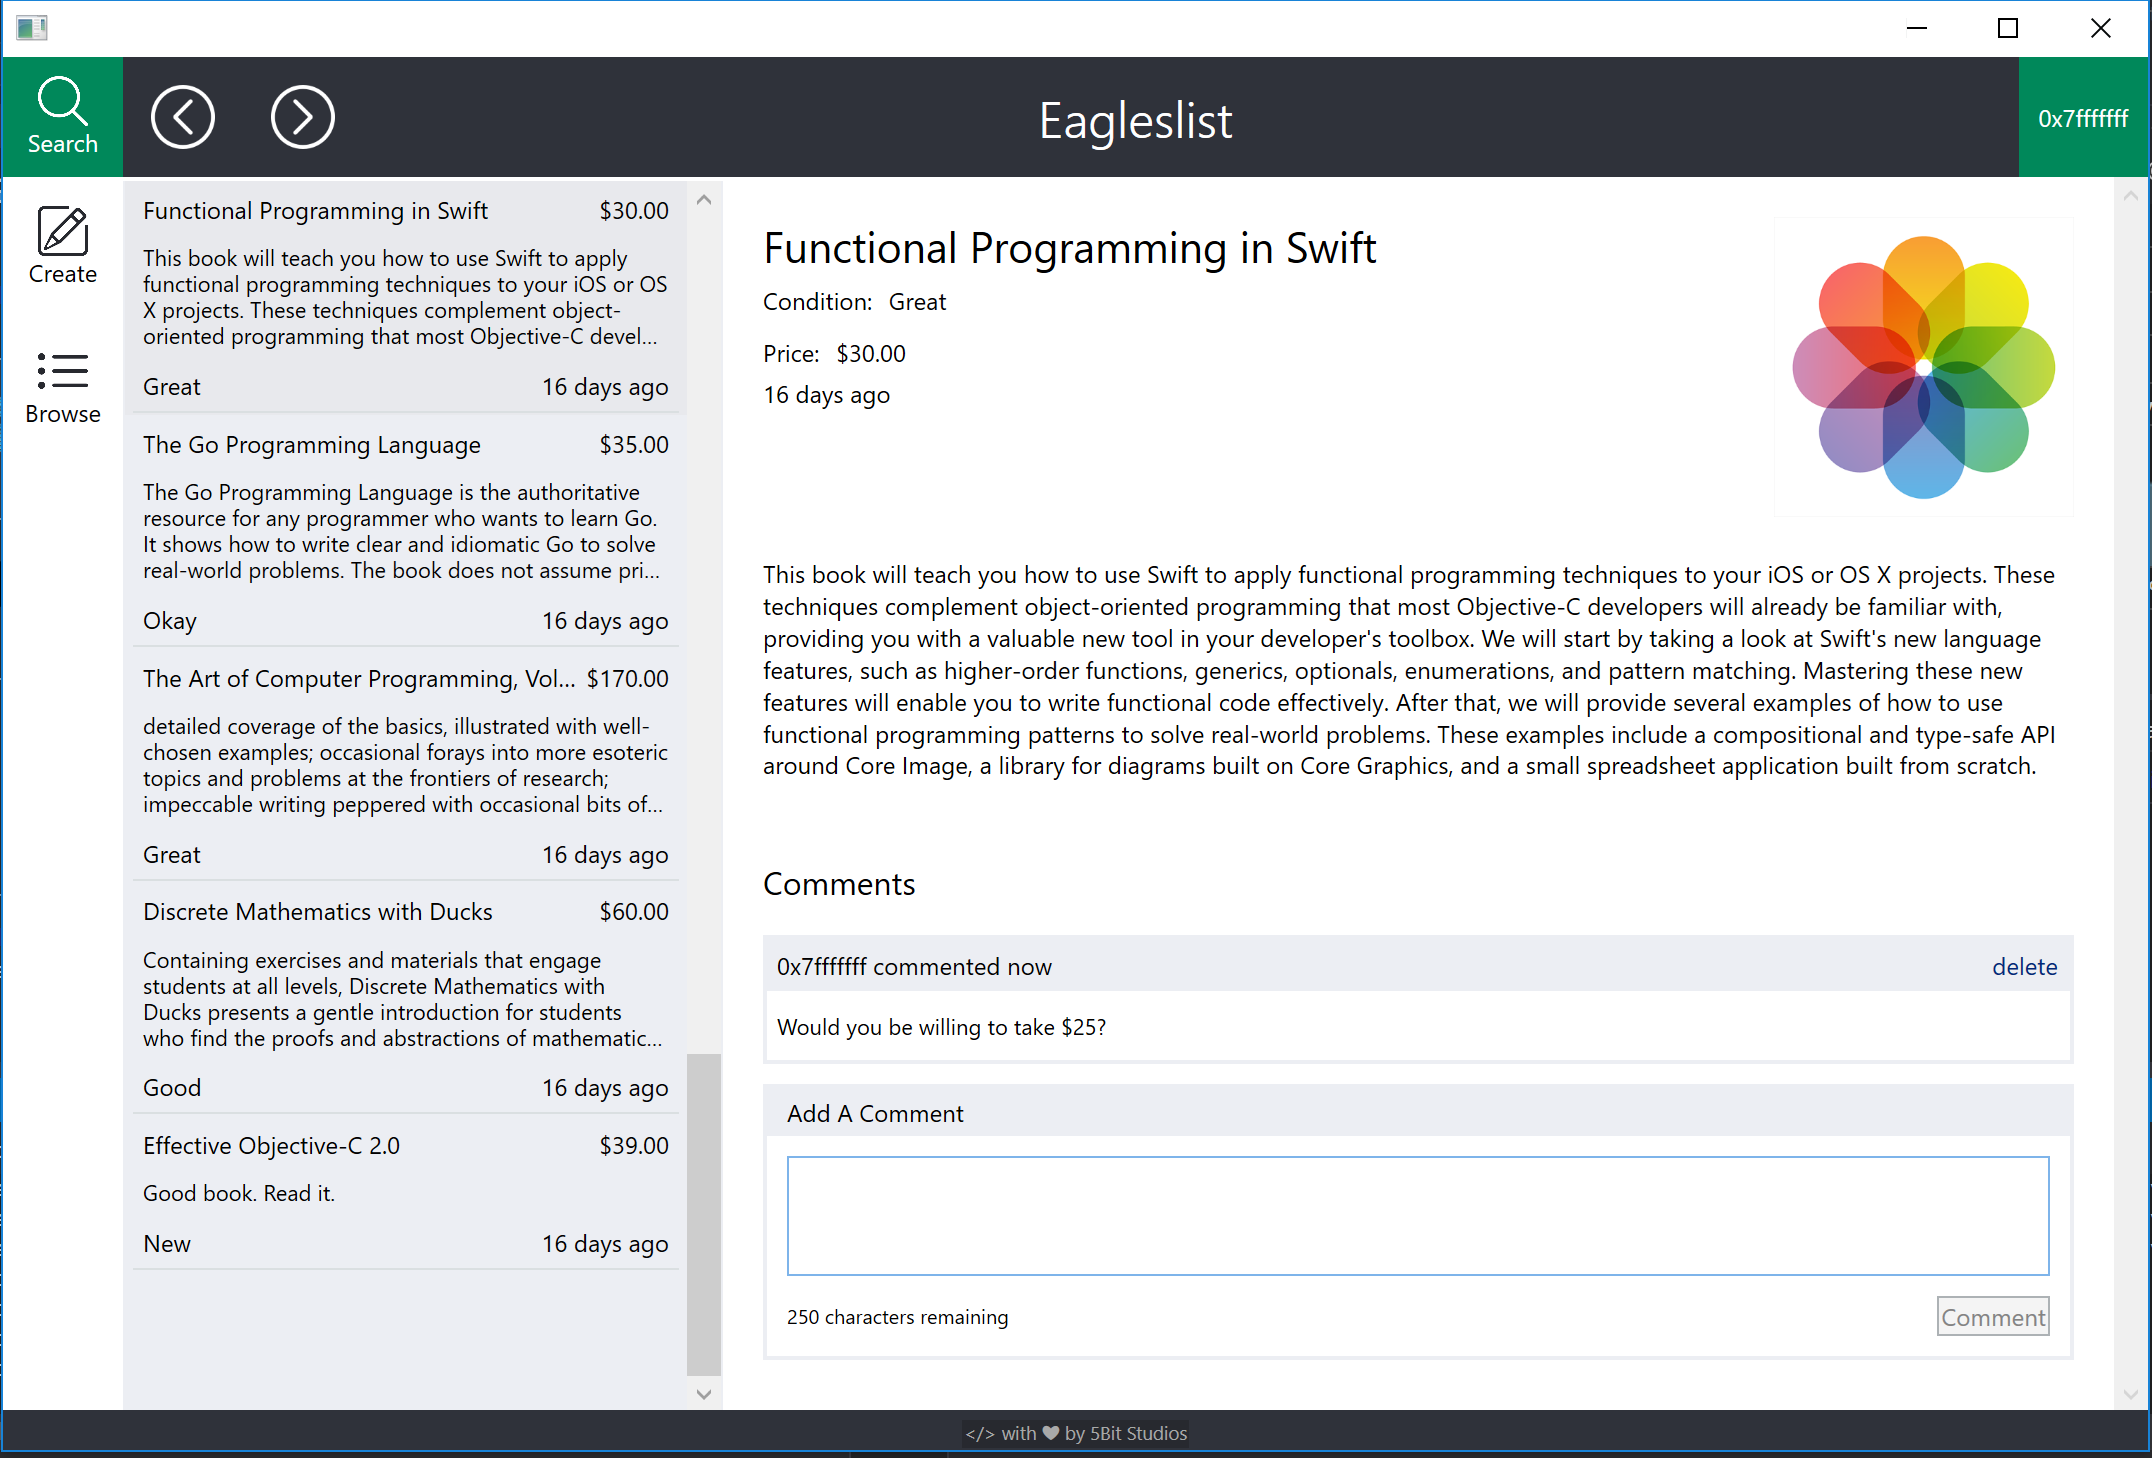 Search
Eagleslist
0x7fffffff
Create
Browse
Functional Programming in Swift $30.00
This book will teach you how to use Swift to apply
functional programming techniques to your iOS or OS
X projects. These techniques complement object-
oriented programming that most Objective-C devel...
Great 16 days ago
The Go Programming Language $35.00
The Go Programming Language is the authoritative
resource for any programmer who wants to learn Go.
It shows how to write clear and idiomatic Go to solve
real-world problems. The book does not assume pri...
Okay 16 days ago
The Art of Computer Programming, Vol... $170.00
detailed coverage of the basics, illustrated with well-
chosen examples; occasional forays into more esoteric
topics and problems at the frontiers of research;
impeccable writing peppered with occasional bits of...
Great 16 days ago
Discrete Mathematics with Ducks $60.00
Containing exercises and materials that engage
students at all levels, Discrete Mathematics with
Ducks presents a gentle introduction for students
who find the proofs and abstractions of mathematic...
Good 16 days ago
Effective Objective-C 2.0 $39.00
Good book. Read it.
New 16 days ago
Functional Programming in Swift
Condition: Great
Price: $30.00
16 days ago
This book will teach you how to use Swift to apply functional programming techniques to your iOS or OS X projects. These
techniques complement object-oriented programming that most Objective-C developers will already be familiar with,
providing you with a valuable new tool in your developer's toolbox. We will start by taking a look at Swift's new language
features, such as higher-order functions, generics, optionals, enumerations, and pattern matching. Mastering these new
features will enable you to write functional code effectively. After that, we will provide several examples of how to use
functional programming patterns to solve real-world problems. These examples include a compositional and type-safe API
around Core Image, a library for diagrams built on Core Graphics, and a small spreadsheet application built from scratch.
Comments
0x7fffffff commented now delete
Would you be willing to take $25?
Add A Comment
250 characters remaining Comment
</> with ♥ by 5Bit Studios